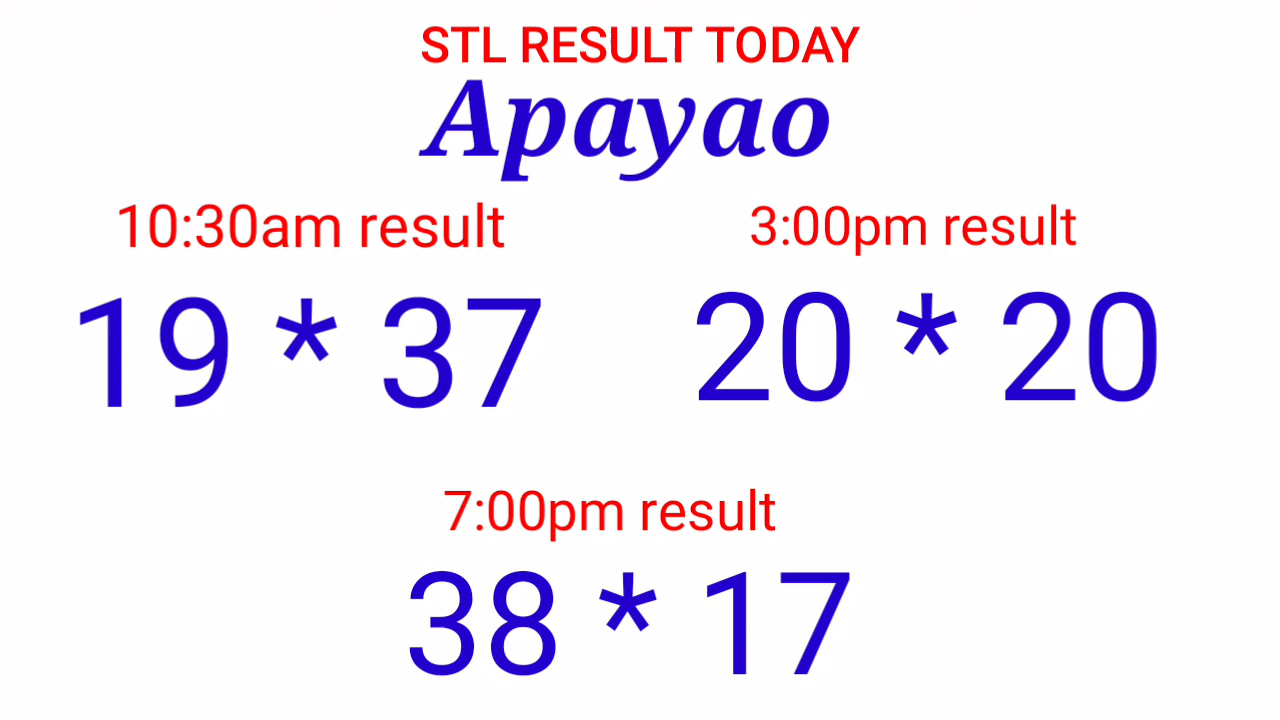 STL RESULT TODAY
Apayao
10:30am result
19 * 37
3:00pm result
20 * 20
7:00pm result
38 * 17